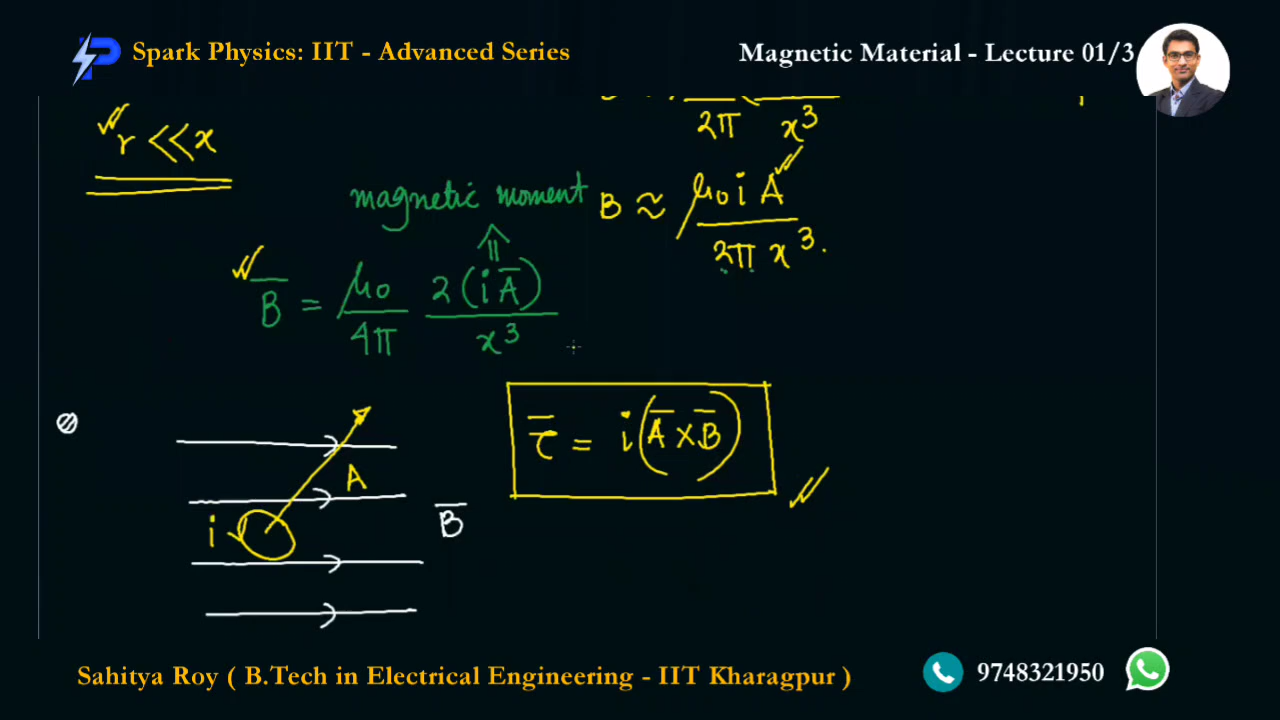 Spark Physics: IIT - Advanced Series
Magnetic Material - Lecture 01/3
2π x³
r << x
magnetic moment
B ≈ μ₀ i A / 2π x³.
B̅ = μ₀/4π 2(i A̅)/x³
τ̅ = i(A̅ × B̅)
A
i
B̅
Sahitya Roy ( B.Tech in Electrical Engineering - IIT Kharagpur )
9748321950